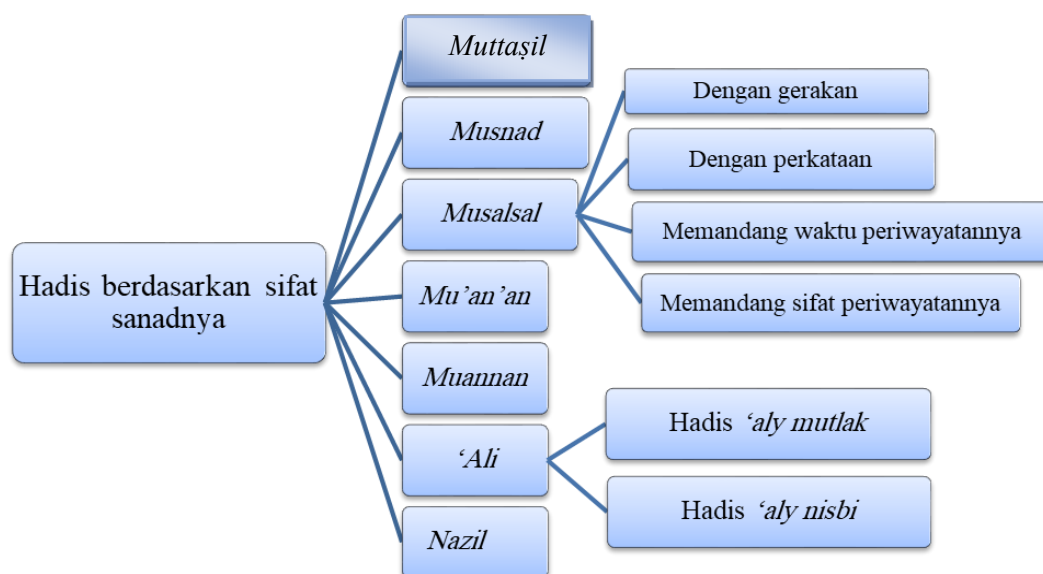 Hadis berdasarkan sifat
sanadnya
Muttaṣil
Musnad
Musalsal
Dengan gerakan
Dengan perkataan
Memandang waktu periwayatannya
Memandang sifat periwayatannya
Mu’an’an
Muannan
‘Ali
Hadis ‘aly mutlak
Hadis ‘aly nisbi
Nazil